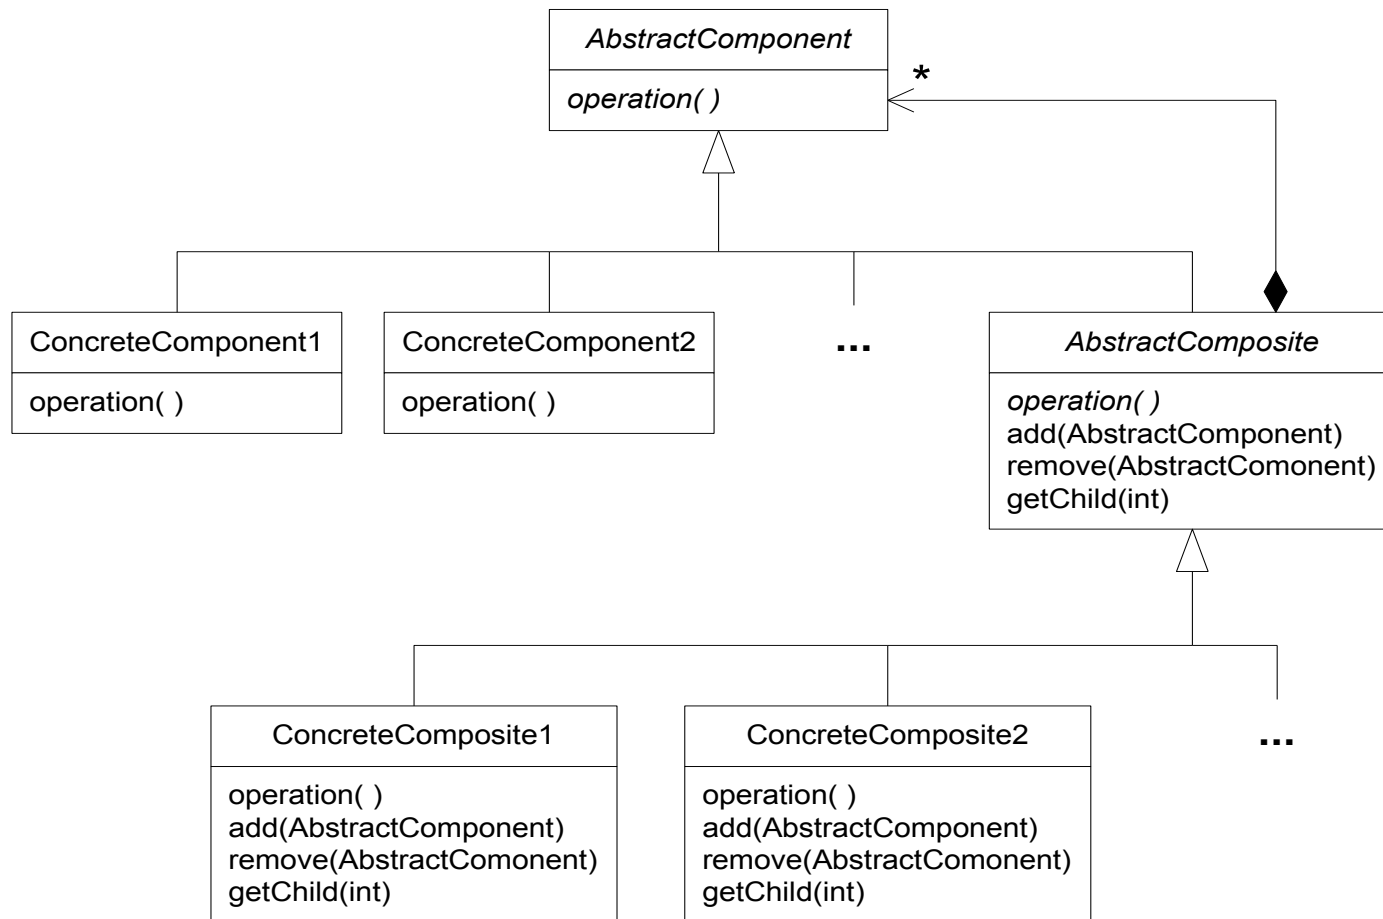 AbstractComponent
operation( )
*
ConcreteComponent1
operation( )
ConcreteComponent2
operation( )
...
AbstractComposite
operation( )
add(AbstractComponent)
remove(AbstractComonent)
getChild(int)
ConcreteComposite1
operation( )
add(AbstractComponent)
remove(AbstractComonent)
getChild(int)
ConcreteComposite2
operation( )
add(AbstractComponent)
remove(AbstractComonent)
getChild(int)
...